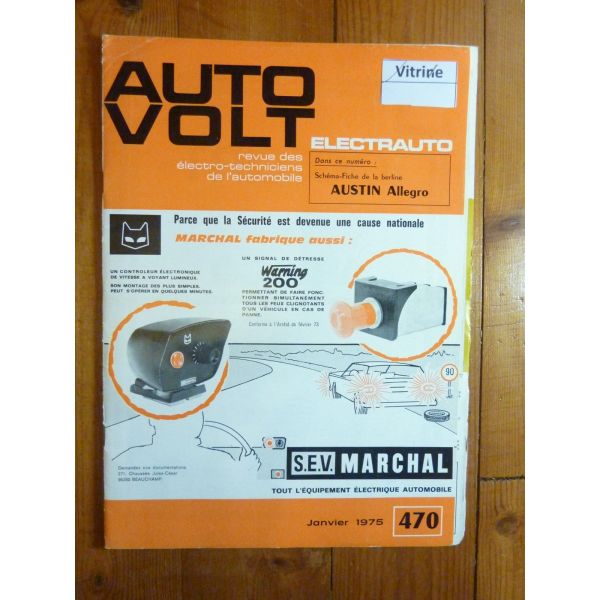 AUTO
VOLT
Vitrine
ELECTRAUTO
revue des
électro-techniciens
de l'automobile
Dans ce numéro :
Schéma-Fiche de la berline
AUSTIN Allegro
Parce que la Sécurité est devenue une cause nationale
MARCHAL fabrique aussi :
UN CONTROLEUR ÉLECTRONIQUE
DE VITESSE A VOYANT LUMINEUX.
SON MONTAGE DES PLUS SIMPLES,
PEUT S'OPÉRER EN QUELQUES MINUTES.
UN SIGNAL DE DÉTRESSE
Warning
200
PERMETTANT DE FAIRE FONC-
TIONNER SIMULTANÉMENT
TOUS LES FEUX CLIGNOTANTS
D'UN VÉHICULE EN CAS DE
PANNE.
Conforme à l'Arrêté de février 73
90
Demandez nos documentations
271, Chaussée Jules-César
95250 BEAUCHAMP.
S.E.V. MARCHAL
TOUT L'ÉQUIPEMENT ÉLECTRIQUE AUTOMOBILE
Janvier 1975 470